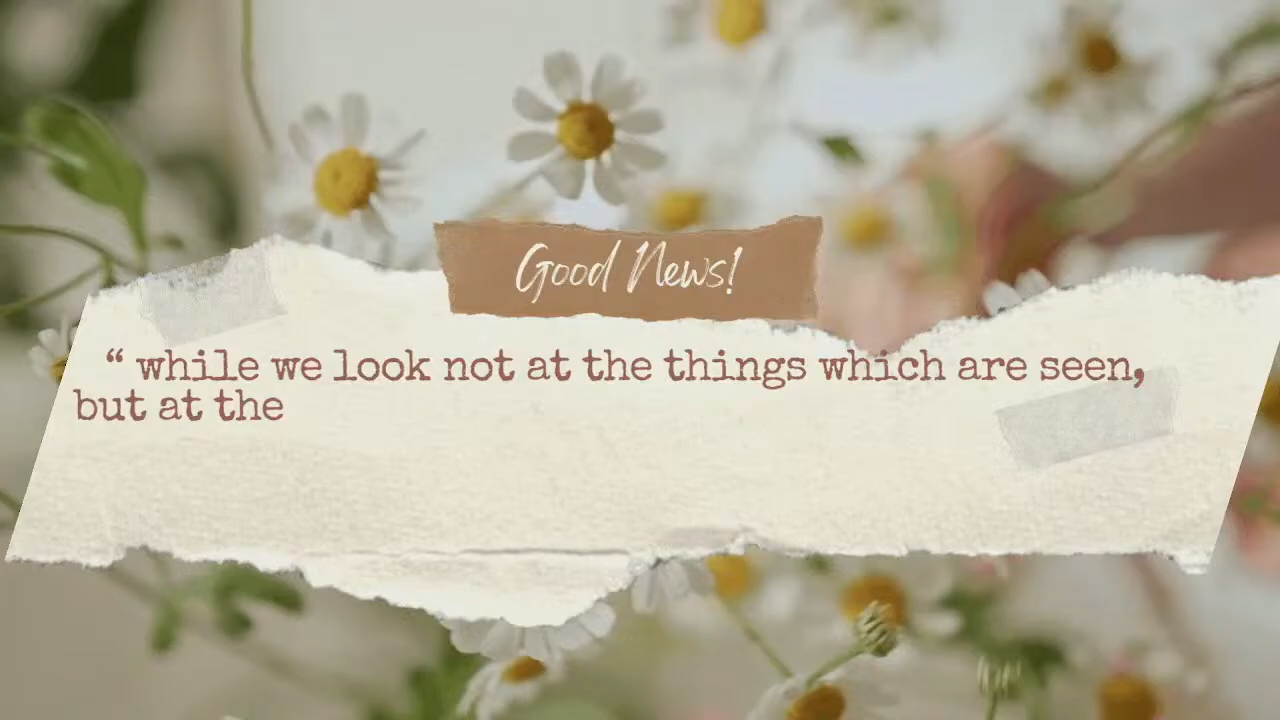 Good News!
“ while we look not at the things which are seen,
but at the